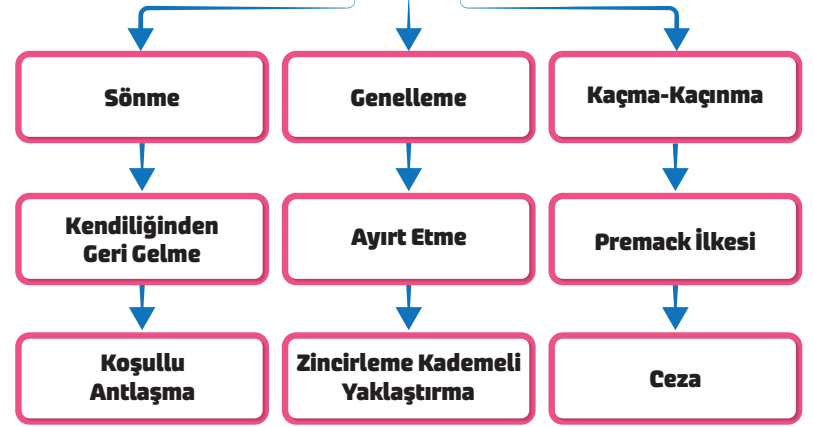 Sönme
Genelleme
Kaçma-Kaçınma
Kendiliğinden
Geri Gelme
Ayırt Etme
Premack İlkesi
Koşullu
Antlaşma
Zincirleme Kademeli
Yaklaştırma
Ceza